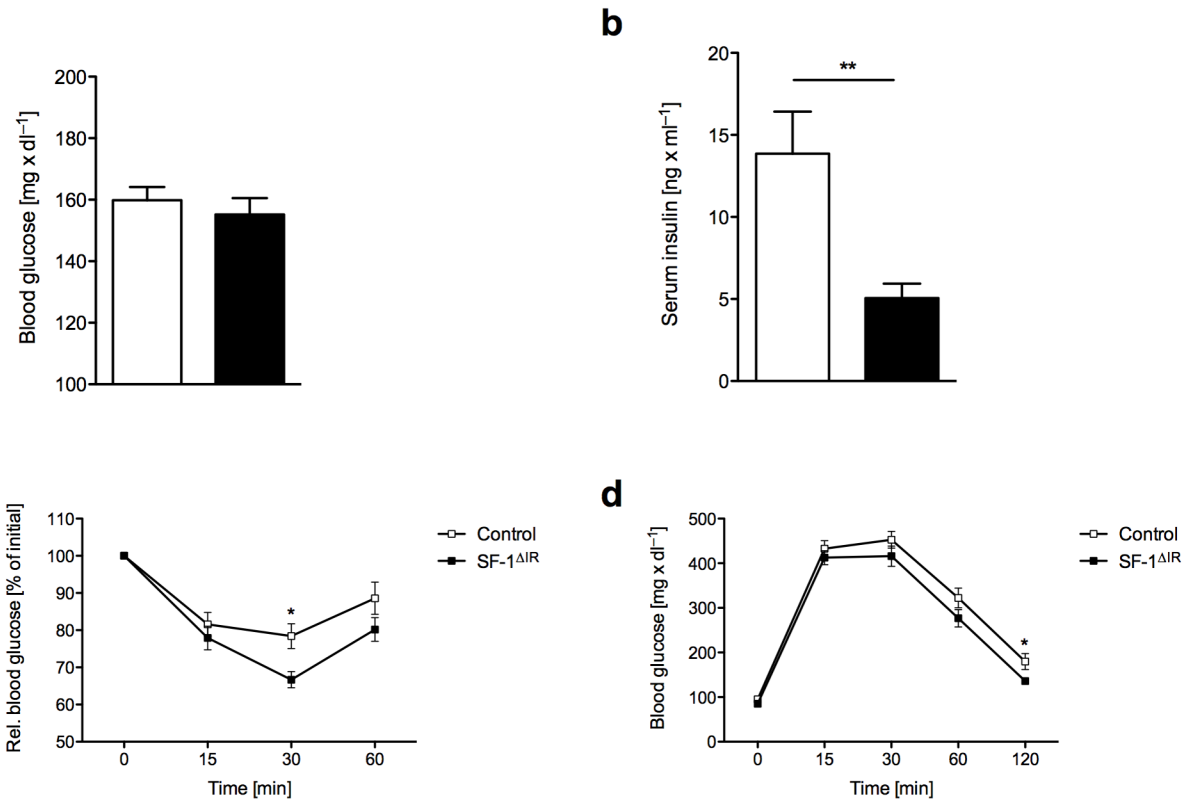 b
200
180
160
140
120
100
Blood glucose [mg x dl⁻¹]
20
15
10
5
0
Serum insulin [ng x ml⁻¹]
**
110
100
90
80
70
60
50
Rel. blood glucose [% of initial]
*
0 15 30 60
Time [min]
Control
SF-1ΔIR
d
500
400
300
200
100
0
Blood glucose [mg x dl⁻¹]
*
0 15 30 60 120
Time [min]
Control
SF-1ΔIR